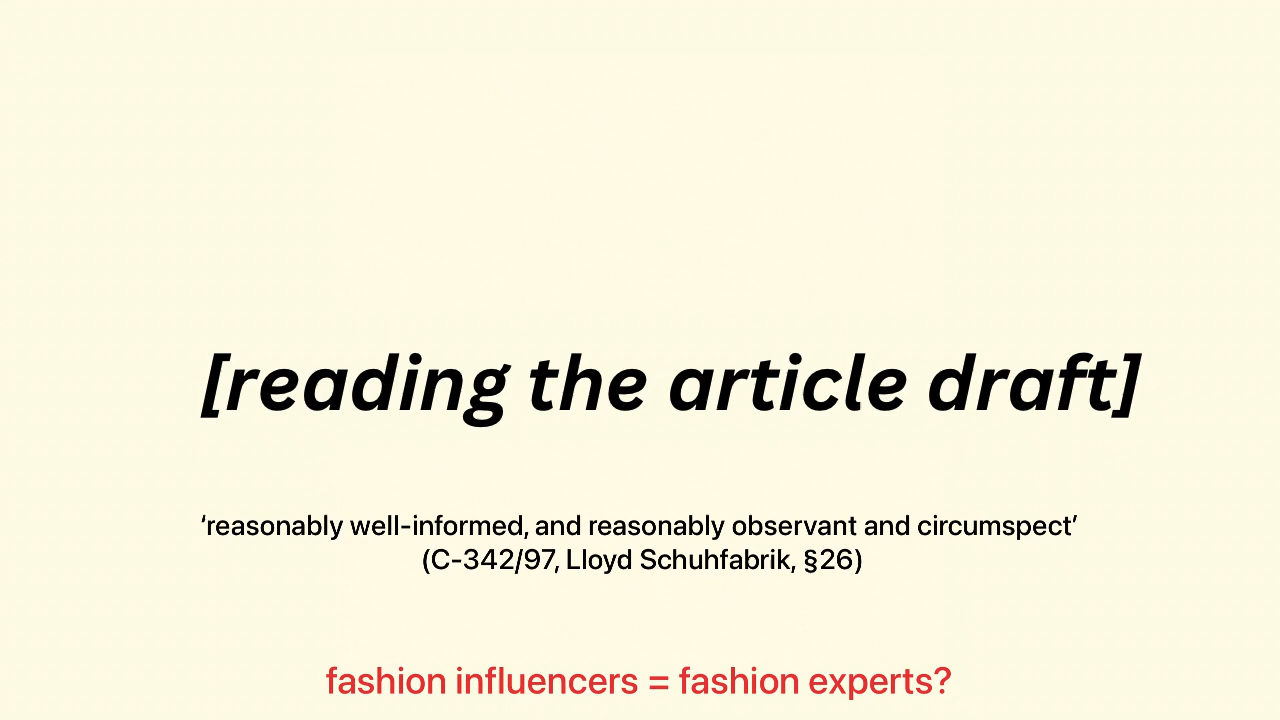 [reading the article draft]
‘reasonably well-informed, and reasonably observant and circumspect’
(C-342/97, Lloyd Schuhfabrik, §26)
fashion influencers = fashion experts?